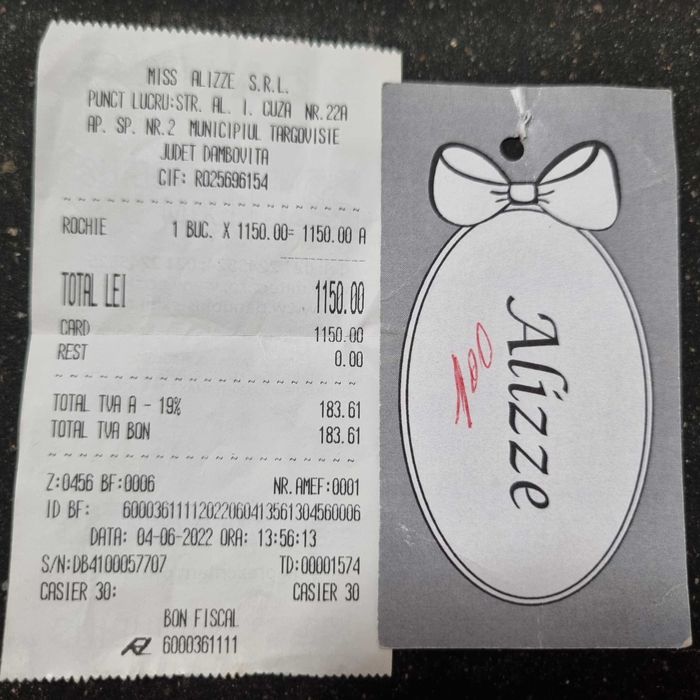 MISS ALIZZE S.R.L.
PUNCT LUCRU:STR. AL. I. CUZA NR.22A
AP. SP. NR.2 MUNICIPIUL TARGOVISIE
JUDET DAMBOVITA
CIF: RO25696154
ROCHIE 1 BUC. X 1150.00= 1150.00 A
TOTAL LEI 1150.00
CARD 1150.00
REST 0.00
TOTAL TVA A - 19% 183.61
TOTAL TVA BON 183.61
Z:0456 BF:0006 NR.AMEF:0001
ID BF: 60003611112022060413561304560006
DATA: 04-06-2022 ORA: 13:56:13
S/N:DB4100057707 TD:00001574
CASIER 30: CASIER 30
BON FISCAL
6000361111
Alizze